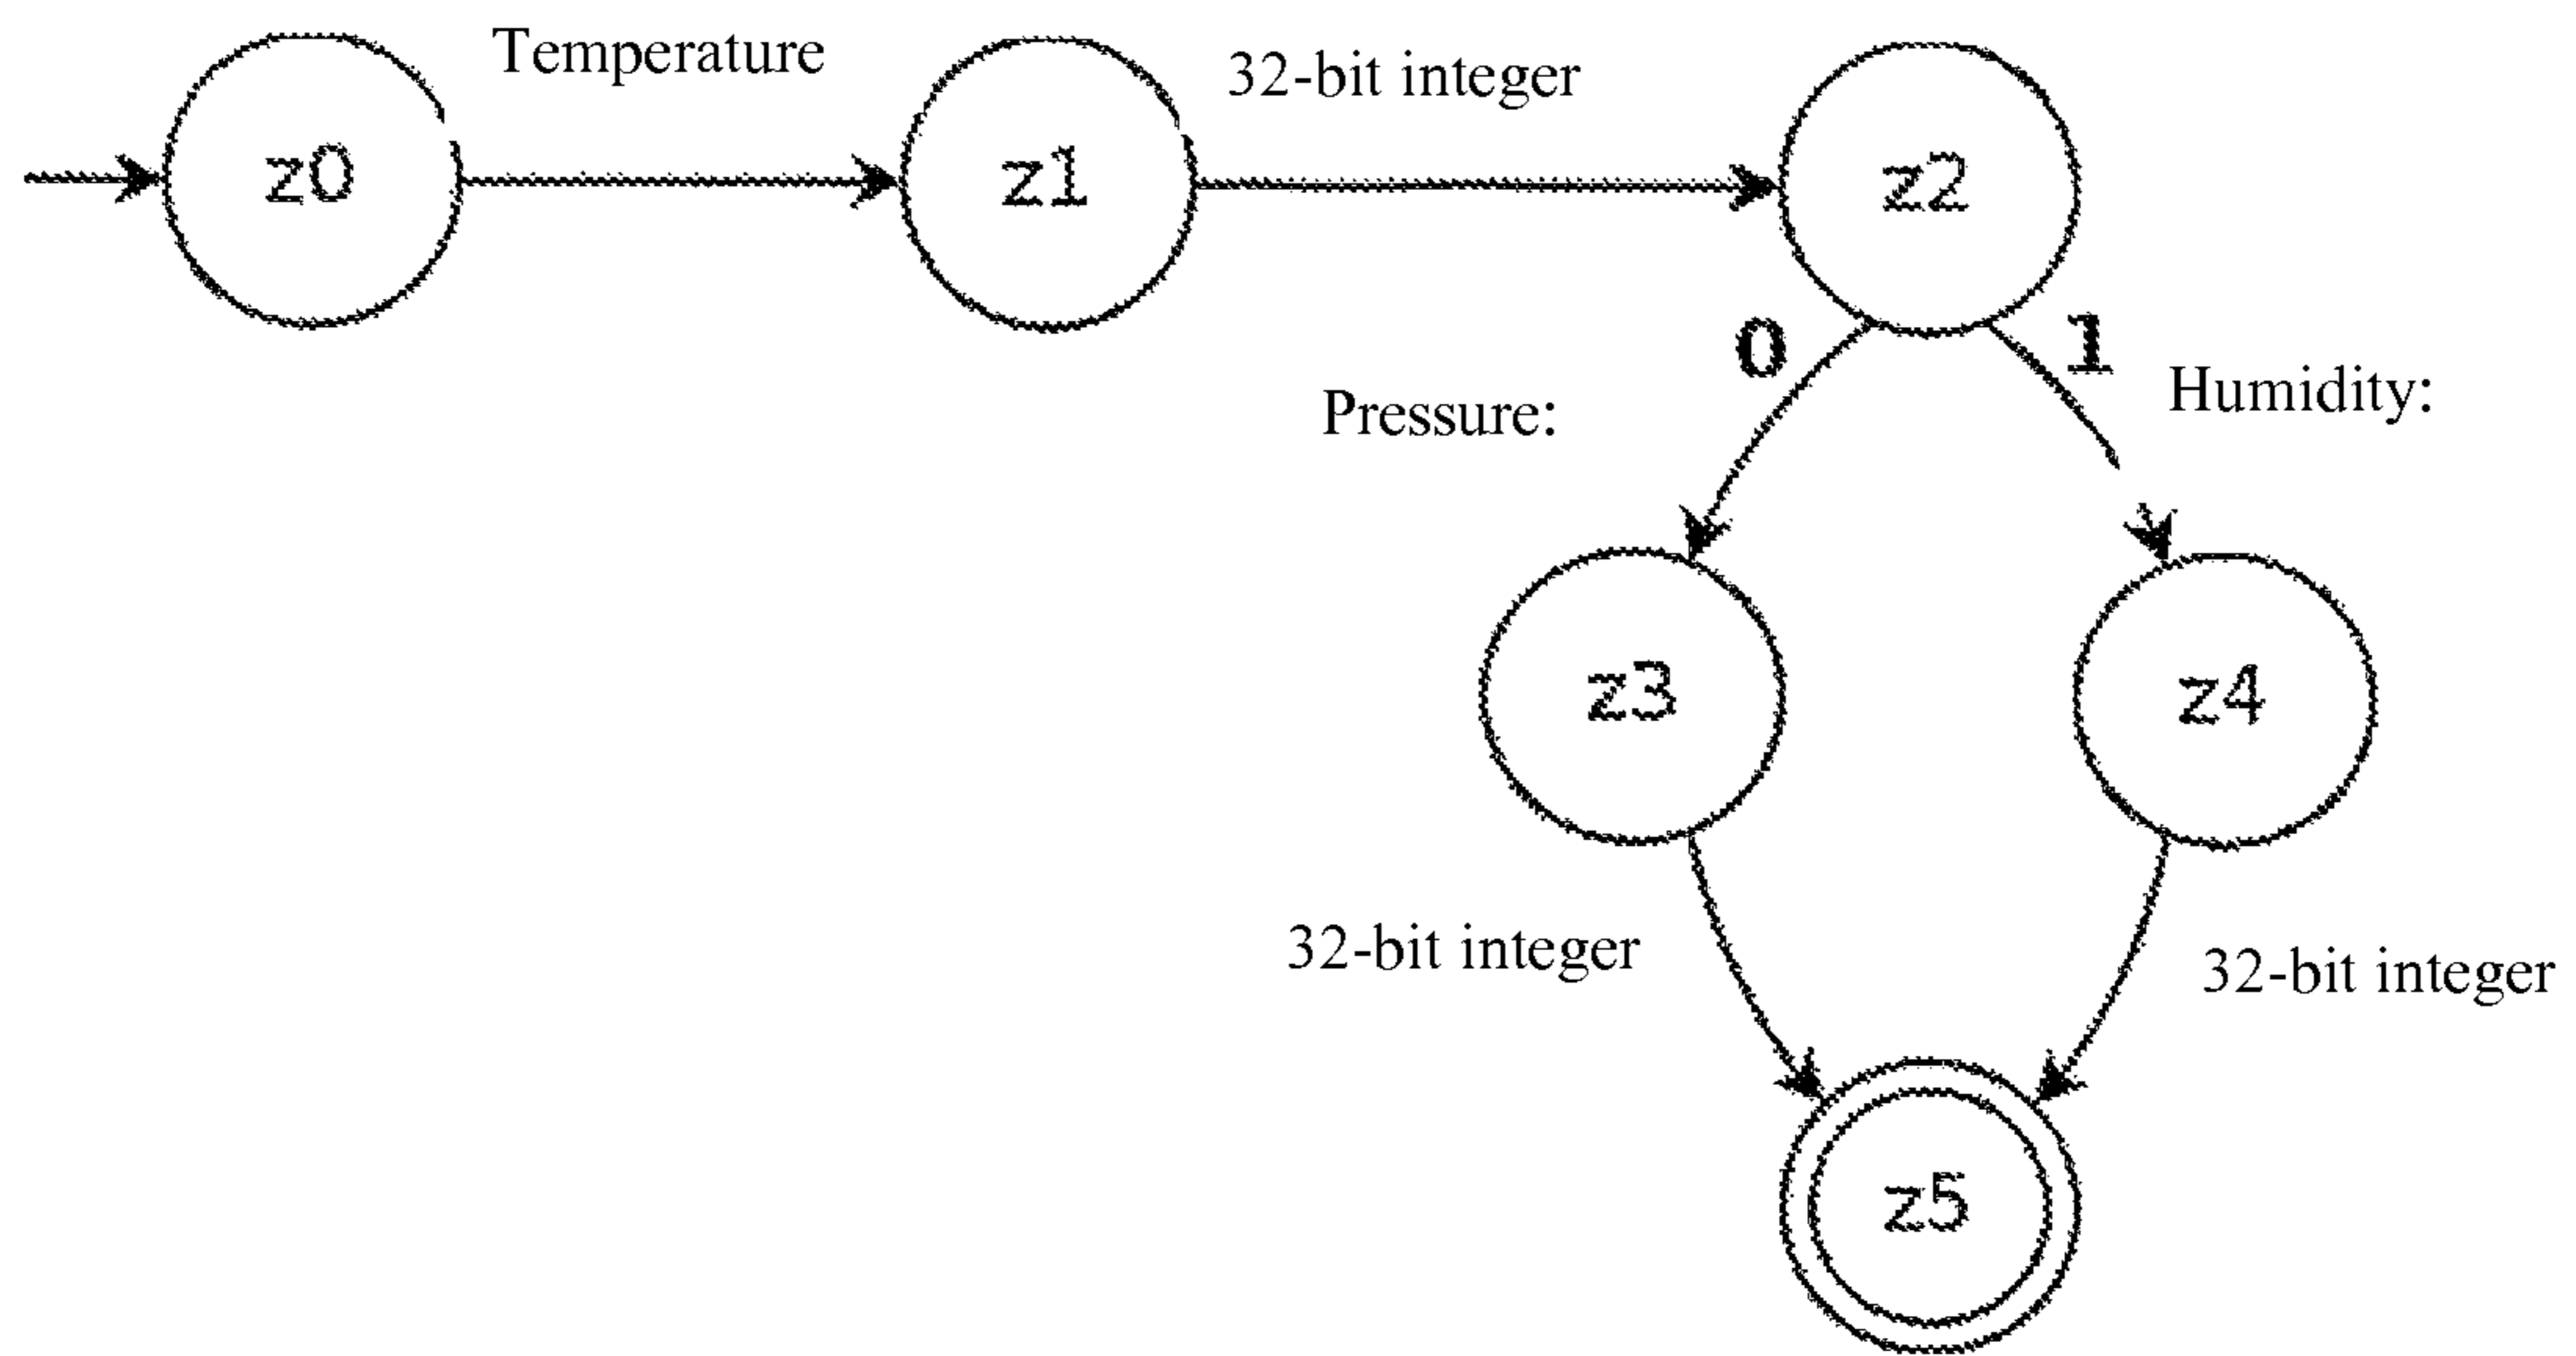 Temperature
32-bit integer
z0
z1
z2
0
1
Pressure:
Humidity:
z3
z4
32-bit integer
32-bit integer
z5